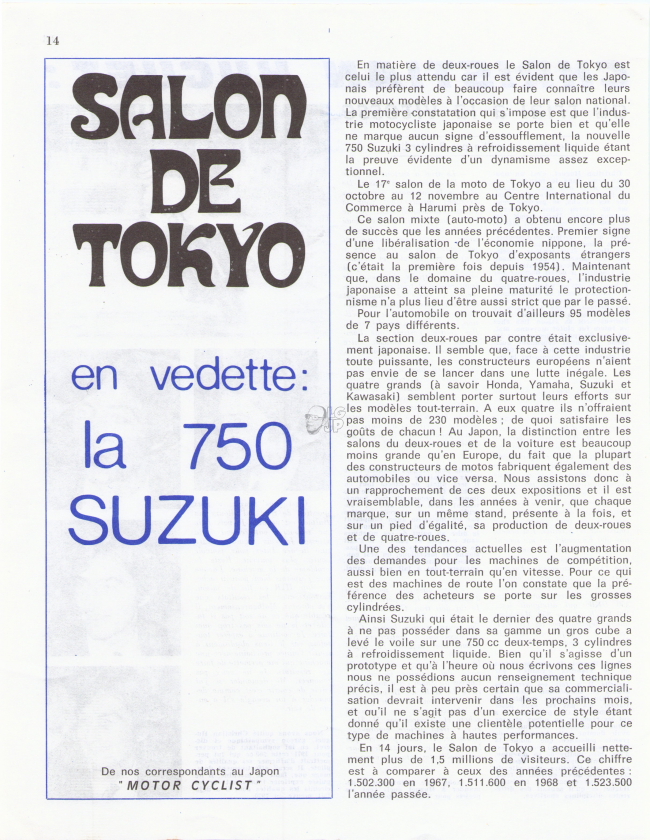 14
SALON
DE
TOKYO
en vedette:
la 750
SUZUKI
De nos correspondants au Japon
"MOTOR CYCLIST"
En matière de deux-roues le Salon de Tokyo est
celui le plus attendu car il est évident que les Japo-
nais préfèrent de beaucoup faire connaître leurs
nouveaux modèles à l'occasion de leur salon national.
La première constatation qui s'impose est que l'indus-
trie motocycliste japonaise se porte bien et qu'elle
ne marque aucun signe d'essoufflement, la nouvelle
750 Suzuki 3 cylindres à refroidissement liquide étant
la preuve évidente d'un dynamisme assez excep-
tionnel.
Le 17e salon de la moto de Tokyo a eu lieu du 30
octobre au 12 novembre au Centre International du
Commerce à Harumi près de Tokyo.
Ce salon mixte (auto-moto) a obtenu encore plus
de succès que les années précédentes. Premier signe
d'une libéralisation -de l'économie nippone, la pré-
sence au salon de Tokyo d'exposants étrangers
(c'était la première fois depuis 1954). Maintenant
que, dans le domaine du quatre-roues, l'industrie
japonaise a atteint sa pleine maturité le protection-
nisme n'a plus lieu d'être aussi strict que par le passé.
Pour l'automobile on trouvait d'ailleurs 95 modèles
de 7 pays différents.
La section deux-roues par contre était exclusive-
ment japonaise. Il semble que, face à cette industrie
toute puissante, les constructeurs européens n'aient
pas envie de se lancer dans une lutte inégale. Les
quatre grands (à savoir Honda, Yamaha, Suzuki et
Kawasaki) semblent porter surtout leurs efforts sur
les modèles tout-terrain. A eux quatre ils n'offraient
pas moins de 230 modèles ; de quoi satisfaire les
goûts de chacun ! Au Japon, la distinction entre les
salons du deux-roues et de la voiture est beaucoup
moins grande qu'en Europe, du fait que la plupart
des constructeurs de motos fabriquent également des
automobiles ou vice versa. Nous assistons donc à
un rapprochement de ces deux expositions et il est
vraisemblable, dans les années à venir, que chaque
marque, sur un même stand, présente à la fois, et
sur un pied d'égalité, sa production de deux-roues
et de quatre-roues.
Une des tendances actuelles est l'augmentation
des demandes pour les machines de compétition,
aussi bien en tout-terrain qu'en vitesse. Pour ce qui
est des machines de route l'on constate que la pré-
férence des acheteurs se porte sur les grosses
cylindrées.
Ainsi Suzuki qui était le dernier des quatre grands
à ne pas posséder dans sa gamme un gros cube a
levé le voile sur une 750 cc deux-temps, 3 cylindres
à refroidissement liquide. Bien qu'il s'agisse d'un
prototype et qu'à l'heure où nous écrivons ces lignes
nous ne possédions aucun renseignement technique
précis, il est à peu près certain que sa commerciali-
sation devrait intervenir dans les prochains mois,
et ou'il ne s'agit pas d'un exercice de style étant
donné qu'il existe une clientèle potentielle pour ce
type de machines à hautes performances.
En 14 jours, le Salon de Tokyo a accueilli nette-
ment plus de 1,5 millions de visiteurs. Ce chiffre
est à comparer à ceux des années précédentes :
1.502.300 en 1967, 1.511.600 en 1968 et 1.523.500
l'année passée.